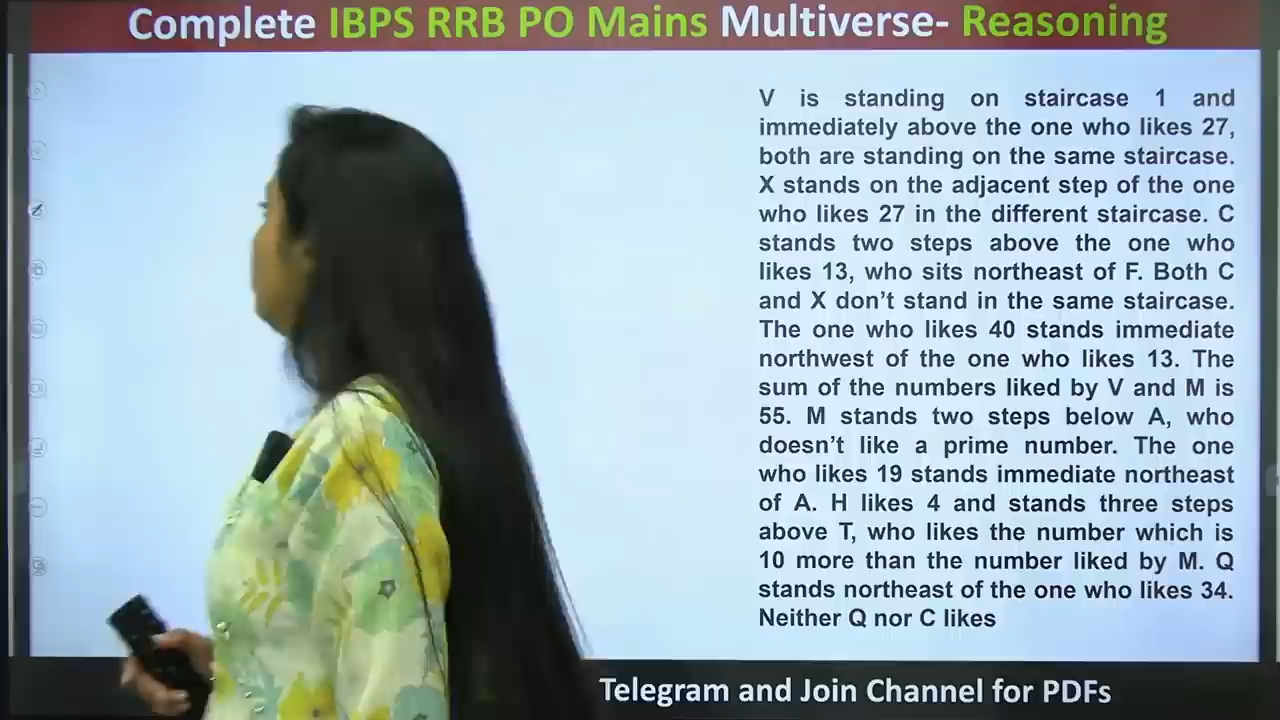 Complete IBPS RRB PO Mains Multiverse- Reasoning
V is standing on staircase 1 and
immediately above the one who likes 27,
both are standing on the same staircase.
X stands on the adjacent step of the one
who likes 27 in the different staircase. C
stands two steps above the one who
likes 13, who sits northeast of F. Both C
and X don’t stand in the same staircase.
The one who likes 40 stands immediate
northwest of the one who likes 13. The
sum of the numbers liked by V and M is
55. M stands two steps below A, who
doesn’t like a prime number. The one
who likes 19 stands immediate northeast
of A. H likes 4 and stands three steps
above T, who likes the number which is
10 more than the number liked by M. Q
stands northeast of the one who likes 34.
Neither Q nor C likes
Telegram and Join Channel for PDFs